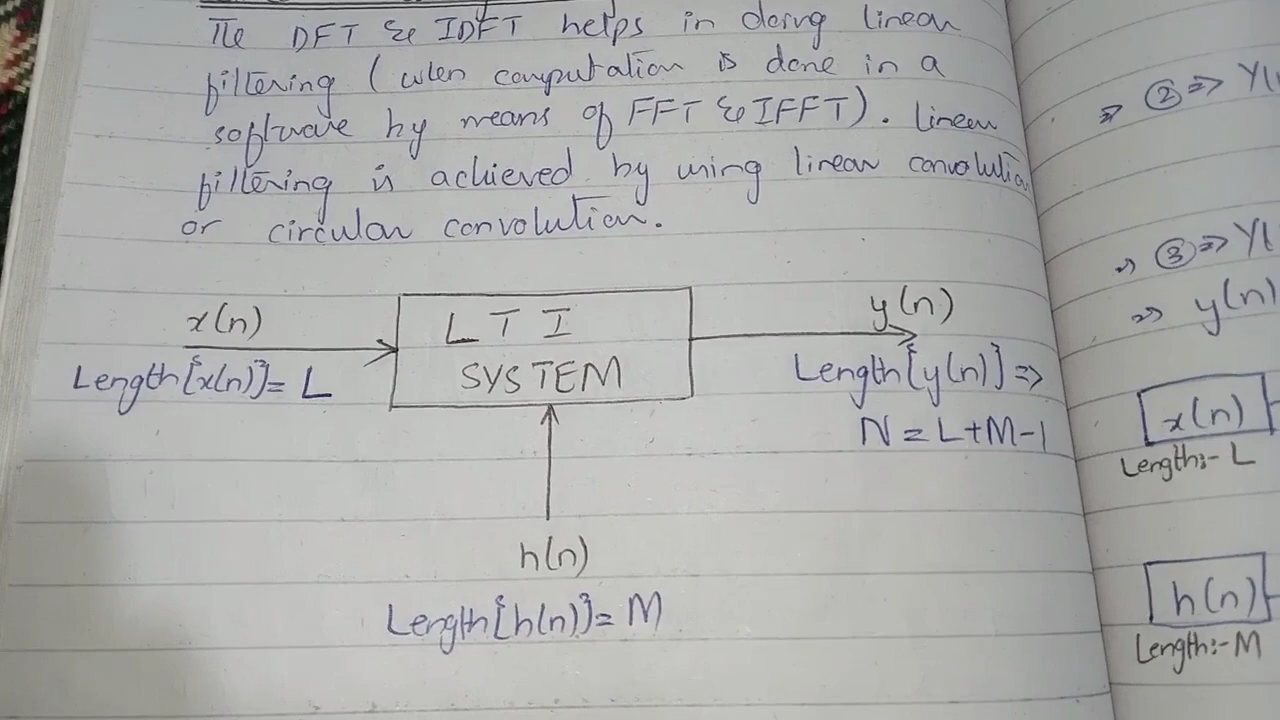 The DFT & IDFT helps in doing linear
filtering (when computation is done in a
software by means of FFT & IFFT). linear
filtering is achieved by using linear convolution
or circular convolution.
x(n)
Length[x(n)]= L
L T I
SYSTEM
y(n)
Length[y(n)] =>
N = L+M-1
h(n)
Length[h(n)]= M
=> ② => Y(
=> ③ => Y(
=> y(n)
x(n)
Length:- L
h(n)
Length:- M